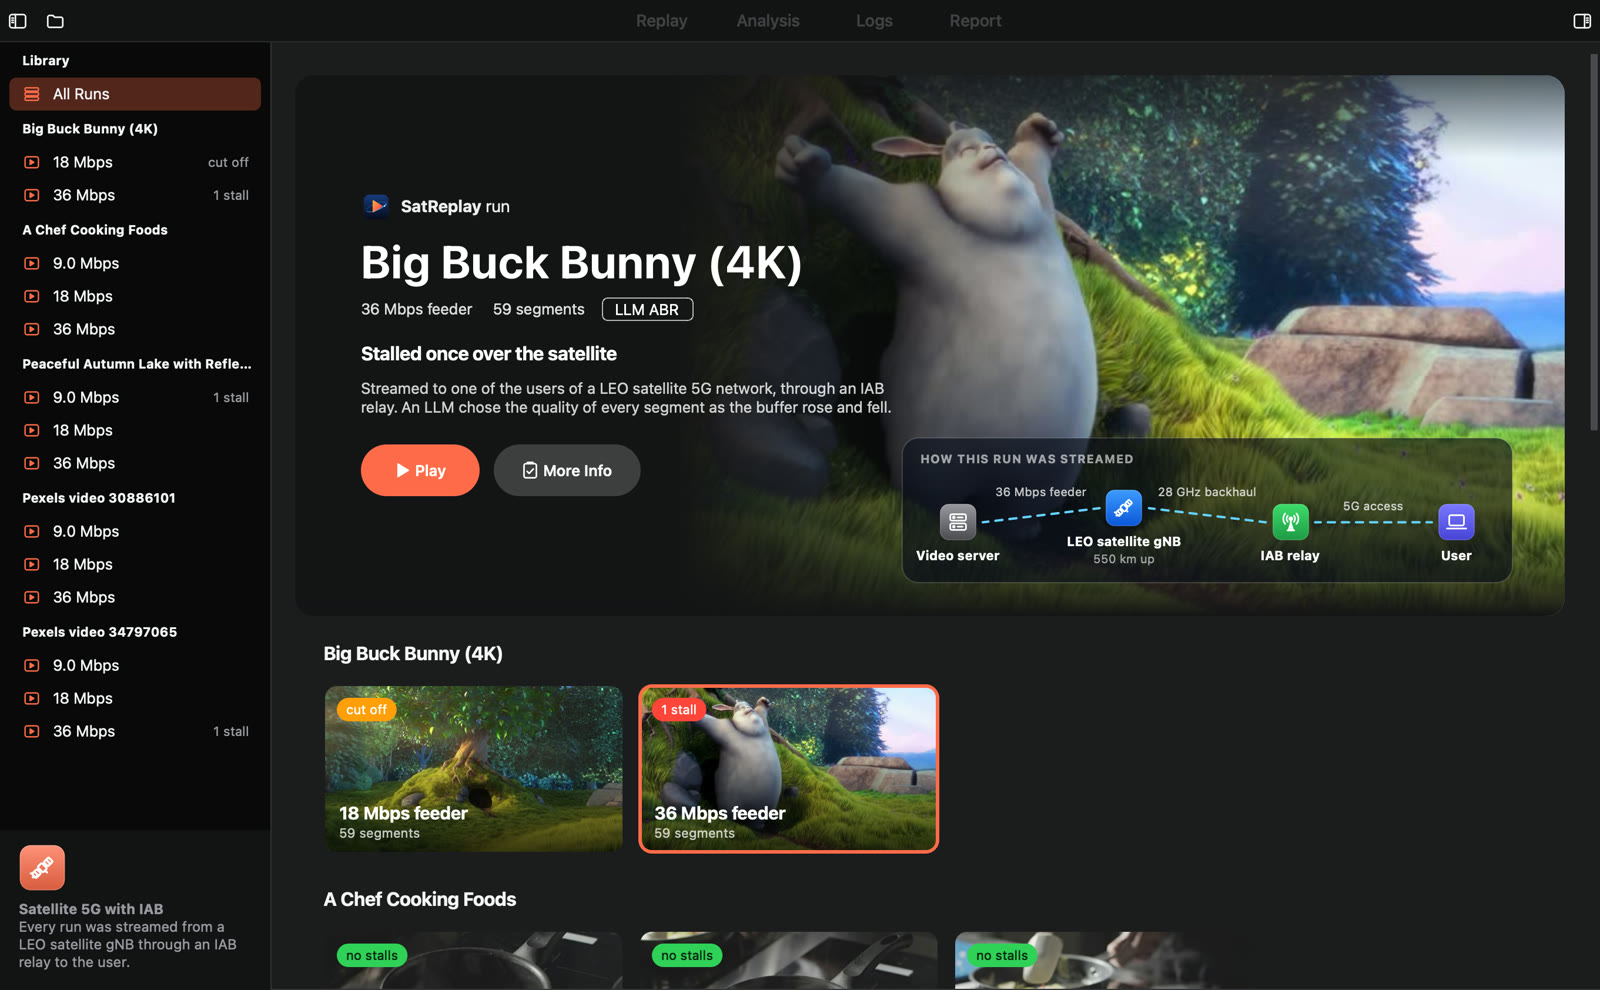 Replay
Analysis
Logs
Report
Library
All Runs
Big Buck Bunny (4K)
18 Mbps cut off
36 Mbps 1 stall
A Chef Cooking Foods
9.0 Mbps
18 Mbps
36 Mbps
Peaceful Autumn Lake with Refle...
9.0 Mbps 1 stall
18 Mbps
36 Mbps
Pexels video 30886101
9.0 Mbps
18 Mbps
36 Mbps
Pexels video 34797065
9.0 Mbps
18 Mbps
36 Mbps 1 stall
Satellite 5G with IAB
Every run was streamed from a
LEO satellite gNB through an IAB
relay to the user.
SatReplay run
Big Buck Bunny (4K)
36 Mbps feeder 59 segments LLM ABR
Stalled once over the satellite
Streamed to one of the users of a LEO satellite 5G network, through an IAB
relay. An LLM chose the quality of every segment as the buffer rose and fell.
Play
More Info
HOW THIS RUN WAS STREAMED
36 Mbps feeder
28 GHz backhaul
5G access
Video server
LEO satellite gNB
550 km up
IAB relay
User
Big Buck Bunny (4K)
cut off
18 Mbps feeder
59 segments
1 stall
36 Mbps feeder
59 segments
A Chef Cooking Foods
no stalls
no stalls
no stalls